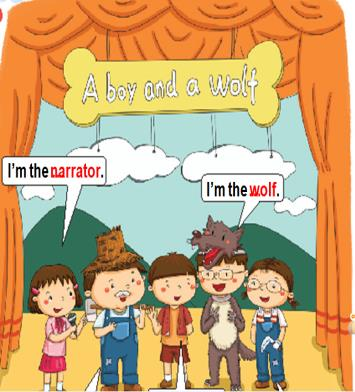 A boy and a wolf
I'm the narrator.
I'm the wolf.